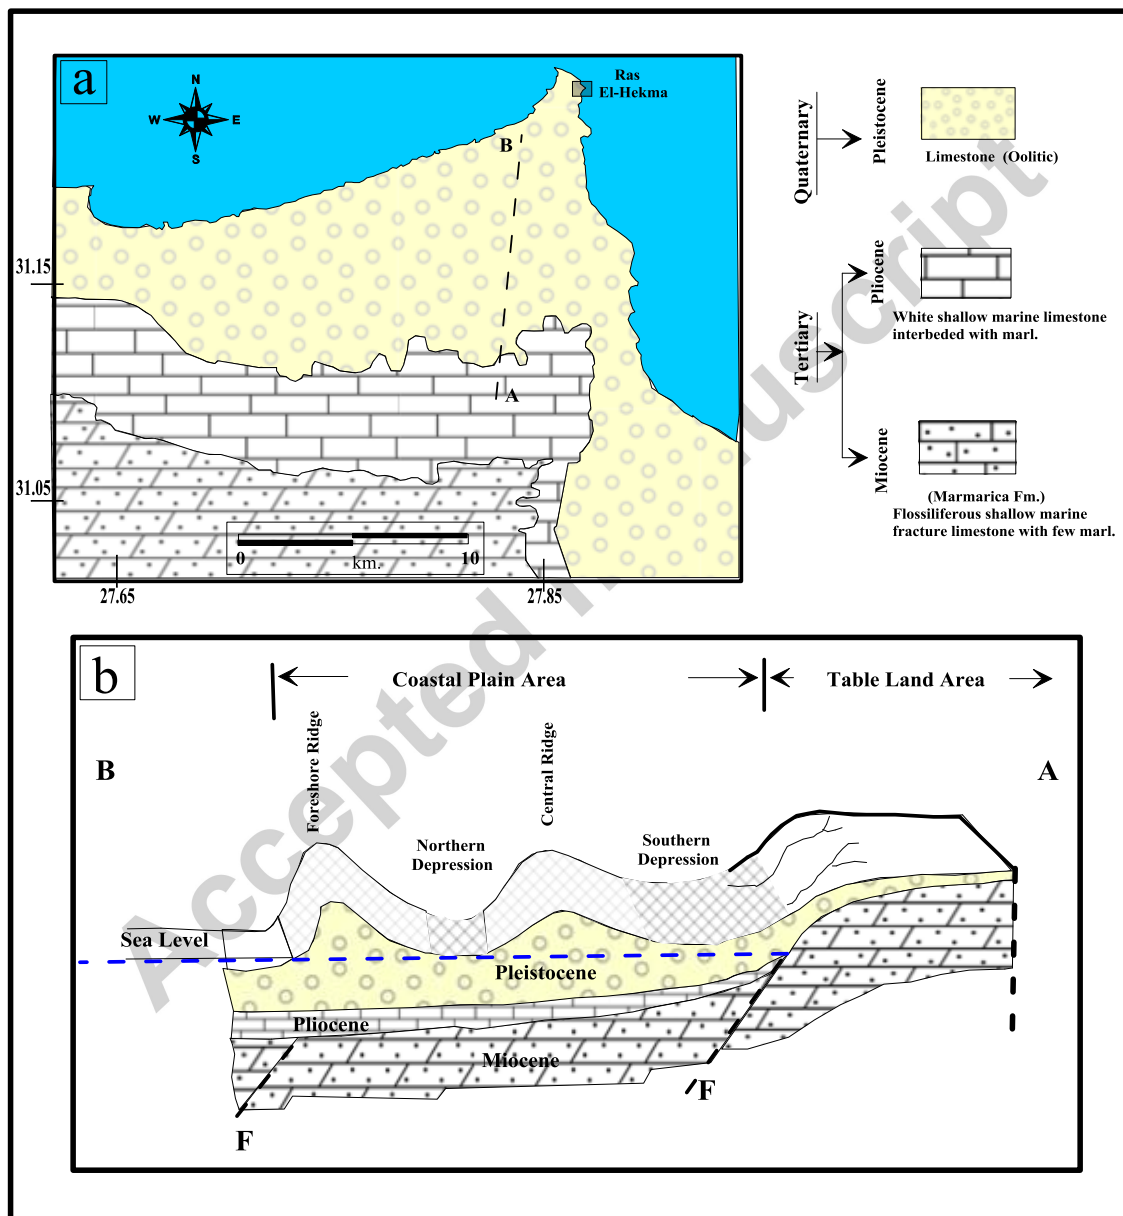 a
N
W E
S
Ras
El-Hekma
B
A
31.15
31.05
0 10
km.
27.65 27.85
Quaternary
Pleistocene
Limestone (Oolitic)
Tertiary
Pliocene
White shallow marine limestone
interbeded with marl.
Miocene
(Marmarica Fm.)
Flossiliferous shallow marine
fracture limestone with few marl.
b
Coastal Plain Area
Table Land Area
B
A
Foreshore Ridge
Northern
Depression
Central Ridge
Southern
Depression
Sea Level
Pleistocene
Pliocene
Miocene
F
F
Accepted manuscript